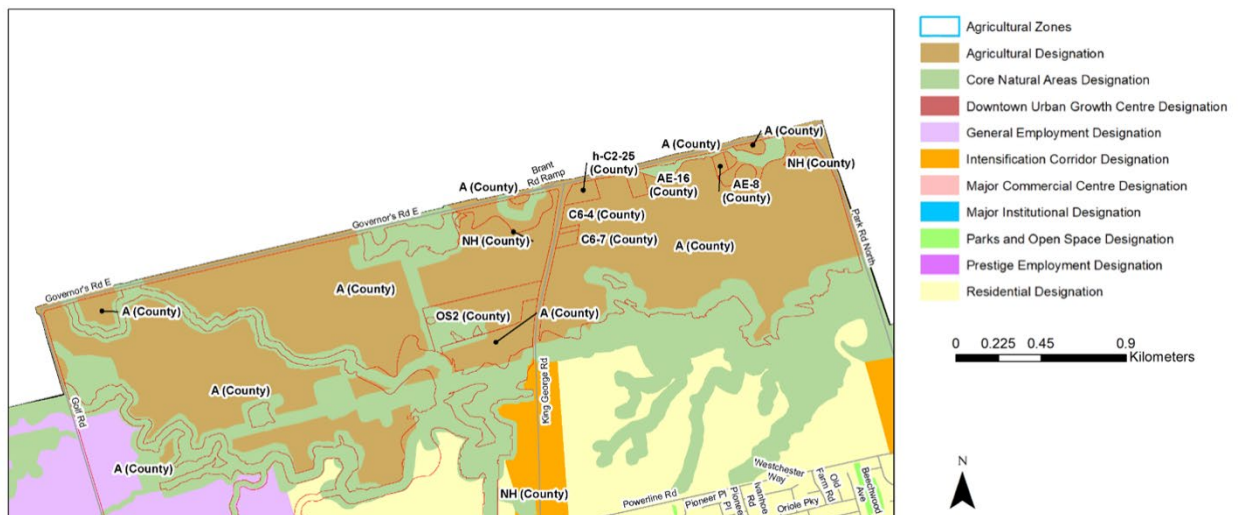 A (County)
A (County)
h-C2-25
(County)
Brant
Rd Ramp
NH (County)
A (County)
AE-16
(County)
AE-8
(County)
Governor's Rd E
C6-4 (County)
NH (County)
C6-7 (County)
A (County)
Park Rd North
Governor's Rd E
A (County)
A (County)
OS2 (County)
A (County)
King George Rd
A (County)
Golf Rd
A (County)
NH (County)
Powerline Rd
Westchester
Way
Pioneer Pl
Pioneer
Pl
Ivanhoe
Rd
Oriole Pky
Old
Farm Rd
Beechwood
Ave
Agricultural Zones
Agricultural Designation
Core Natural Areas Designation
Downtown Urban Growth Centre Designation
General Employment Designation
Intensification Corridor Designation
Major Commercial Centre Designation
Major Institutional Designation
Parks and Open Space Designation
Prestige Employment Designation
Residential Designation
0 0.225 0.45 0.9
Kilometers
N